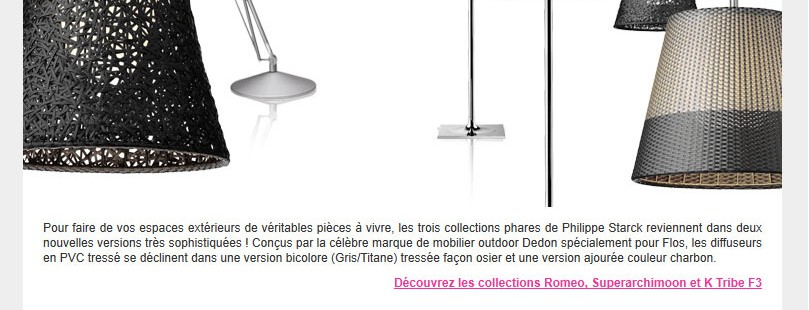 Pour faire de vos espaces extérieurs de véritables pièces à vivre, les trois collections phares de Philippe Starck reviennent dans deux
nouvelles versions très sophistiquées ! Conçus par la célèbre marque de mobilier outdoor Dedon spécialement pour Flos, les diffuseurs
en PVC tressé se déclinent dans une version bicolore (Gris/Titane) tressée façon osier et une version ajourée couleur charbon.
Découvrez les collections Romeo, Superarchimoon et K Tribe F3